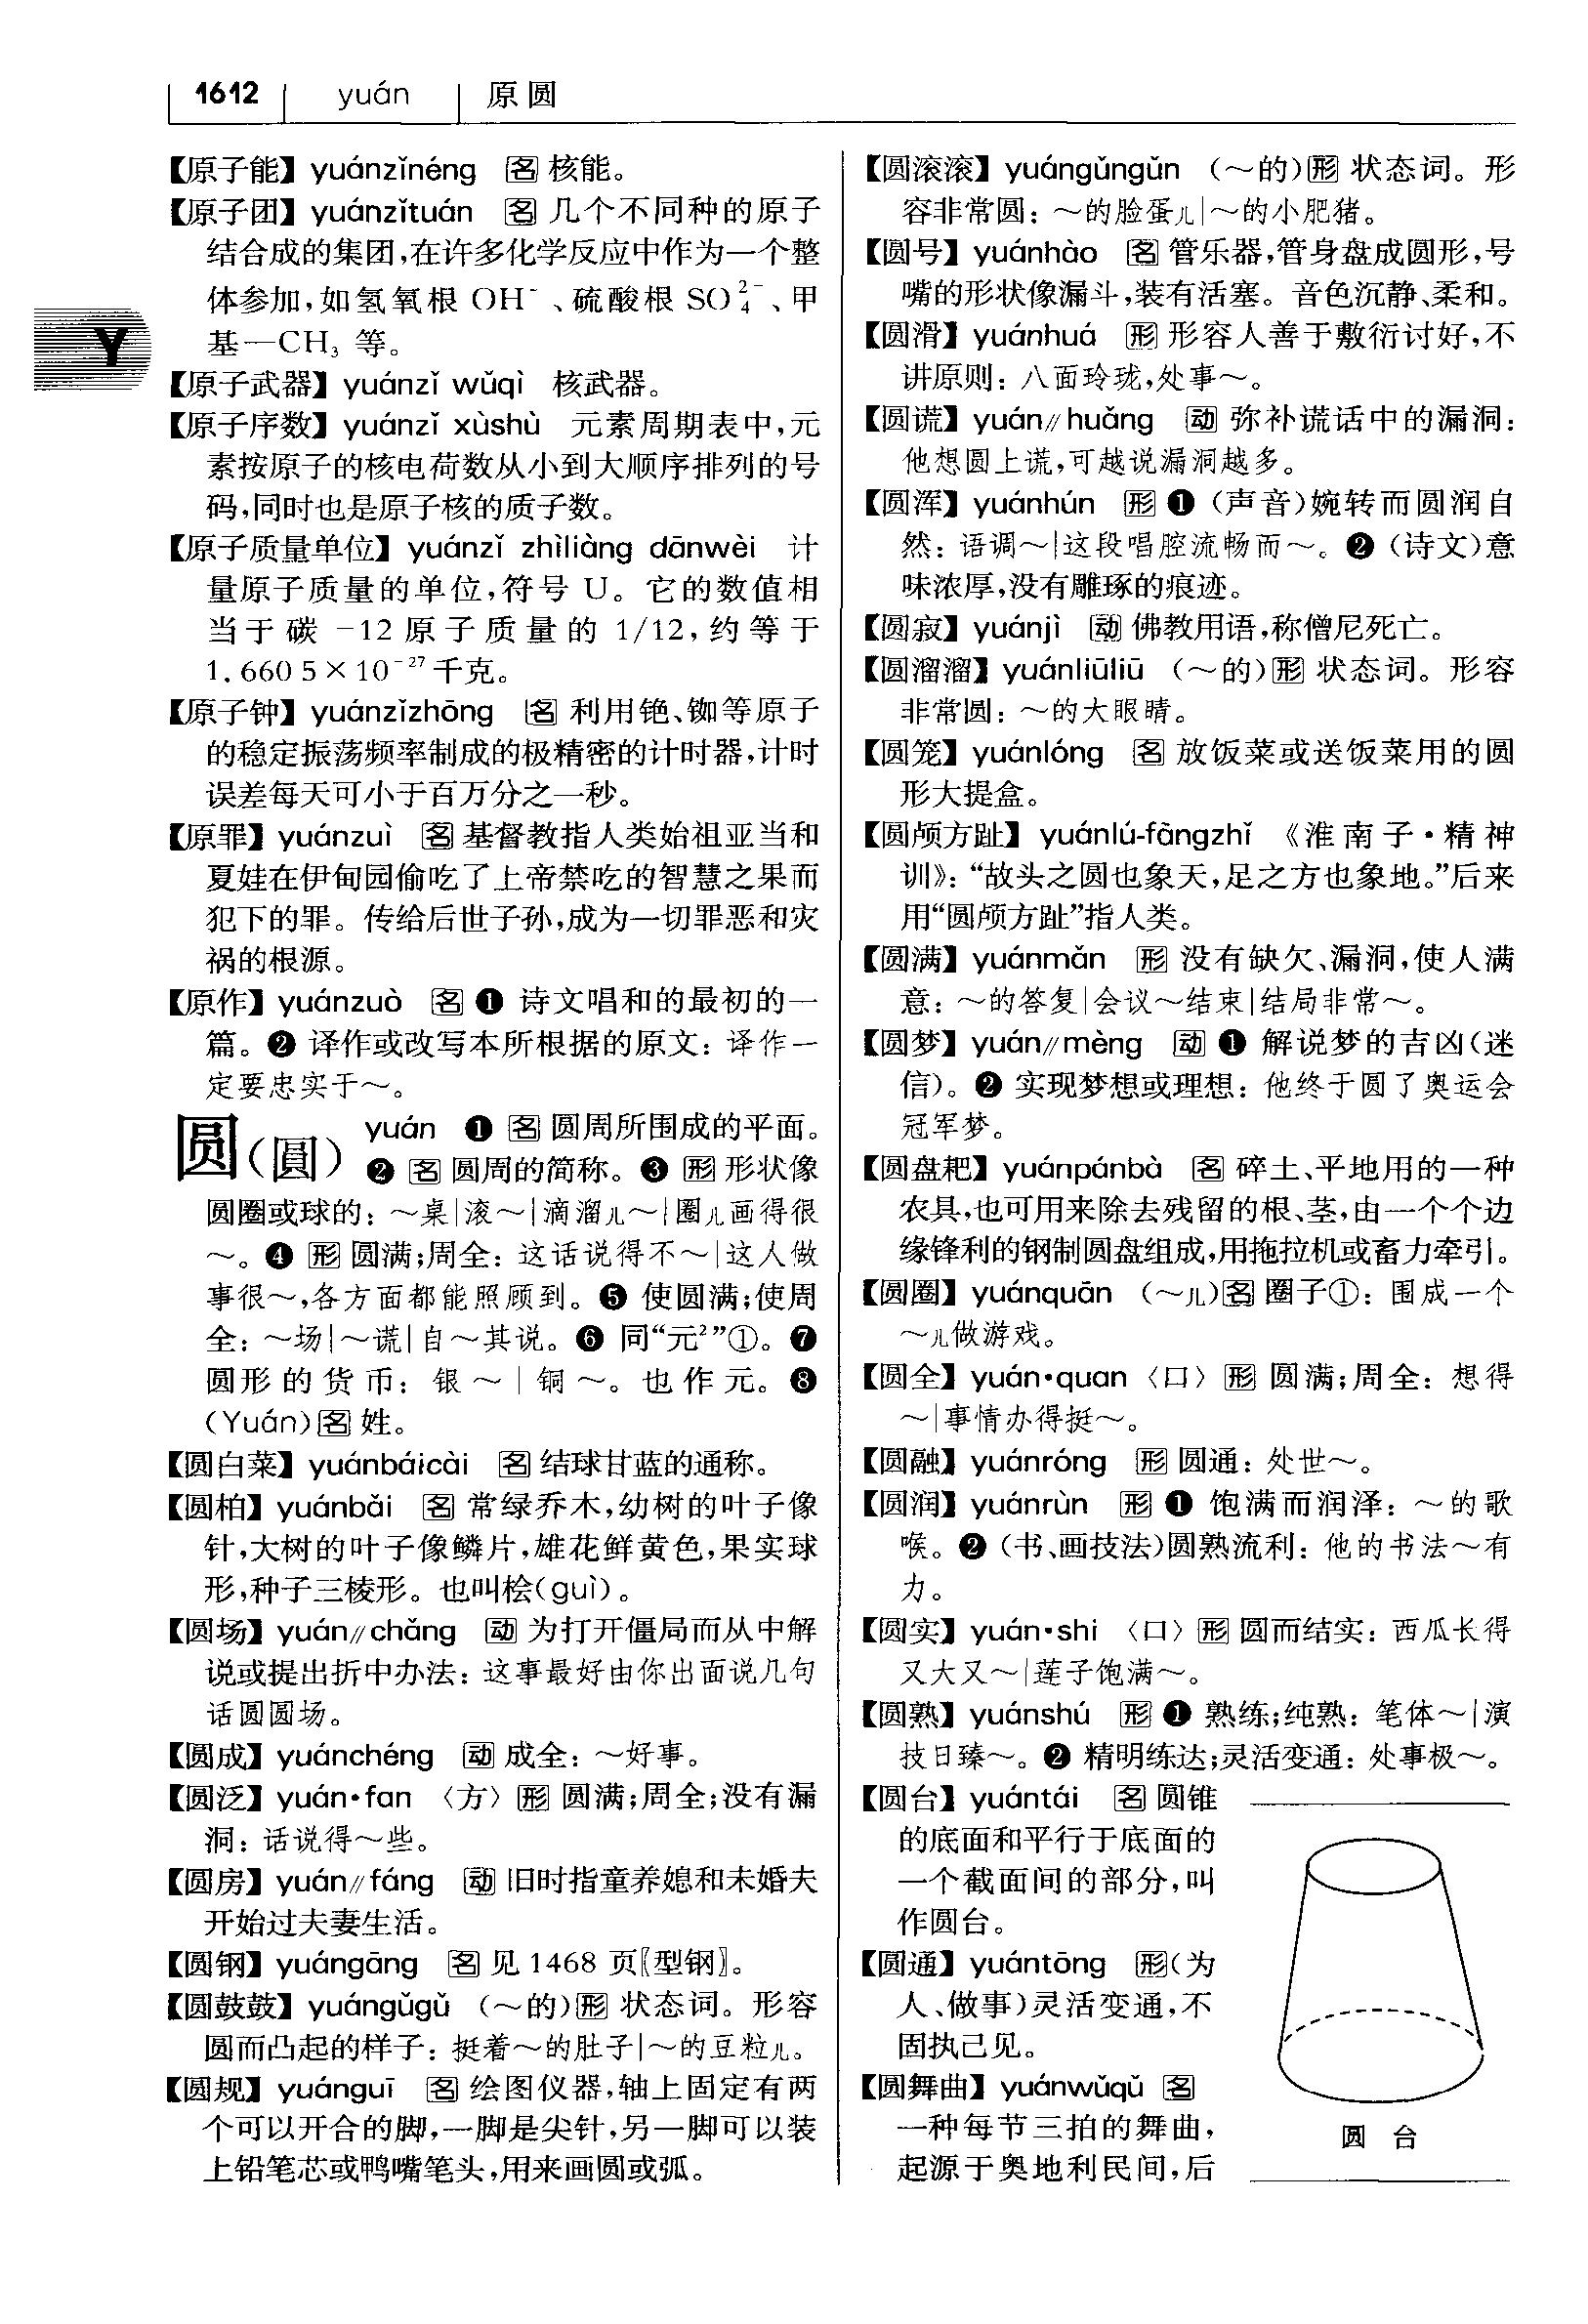 1612 yuán 原圆
【原子能】 yuánzǐnéng 名 核能。
【原子团】 yuánzǐtuán 名 几个不同种的原子
结合成的集团,在许多化学反应中作为一个整
体参加,如氢氧根 OH⁻、硫酸根 SO₄²⁻、甲
基—CH₃ 等。
Y
【原子武器】 yuánzǐ wǔqì 核武器。
【原子序数】 yuánzǐ xùshù 元素周期表中,元
素按原子的核电荷数从小到大顺序排列的号
码,同时也是原子核的质子数。
【原子质量单位】 yuánzǐ zhìliàng dānwèi 计
量原子质量的单位,符号 U。它的数值相
当于碳 -12 原子质量的 1/12,约等于
1.660 5×10⁻²⁷千克。
【原子钟】 yuánzǐzhōng 名 利用铯、铷等原子
的稳定振荡频率制成的极精密的计时器,计时
误差每天可小于百万分之一秒。
【原罪】 yuánzuì 名 基督教指人类始祖亚当和
夏娃在伊甸园偷吃了上帝禁吃的智慧之果而
犯下的罪。传给后世子孙,成为一切罪恶和灾
祸的根源。
【原作】 yuánzuò 名 ❶ 诗文唱和的最初的一
篇。❷ 译作或改写本所根据的原文:译作一
定要忠实于～。
圆(圓) yuán ❶ 名 圆周所围成的平面。
❷ 名 圆周的简称。❸ 形 形状像
圆圈或球的:～桌|滚～|滴溜儿～|圈儿画得很
～。❹ 形 圆满;周全:这话说得不～|这人做
事很～,各方面都能照顾到。❺ 使圆满;使周
全:～场|～谎|自～其说。❻ 同“元²”①。❼
圆形的货币:银～|铜～。也作元。❽
(Yuán) 名 姓。
【圆白菜】 yuánbáicài 名 结球甘蓝的通称。
【圆柏】 yuánbǎi 名 常绿乔木,幼树的叶子像
针,大树的叶子像鳞片,雄花鲜黄色,果实球
形,种子三棱形。也叫桧(guì)。
【圆场】 yuán∥chǎng 动 为打开僵局而从中解
说或提出折中办法:这事最好由你出面说几句
话圆圆场。
【圆成】 yuánchéng 动 成全:～好事。
【圆泛】 yuán•fan 〈方〉 形 圆满;周全;没有漏
洞:话说得～些。
【圆房】 yuán∥fáng 动 旧时指童养媳和未婚夫
开始过夫妻生活。
【圆钢】 yuángāng 名 见 1468 页〖型钢〗。
【圆鼓鼓】 yuángǔgǔ (～的) 形 状态词。形容
圆而凸起的样子:挺着～的肚子|～的豆粒儿。
【圆规】 yuánguī 名 绘图仪器,轴上固定有两
个可以开合的脚,一脚是尖针,另一脚可以装
上铅笔芯或鸭嘴笔头,用来画圆或弧。
【圆滚滚】 yuángǔngǔn (～的) 形 状态词。形
容非常圆:～的脸蛋儿|～的小肥猪。
【圆号】 yuánhào 名 管乐器,管身盘成圆形,号
嘴的形状像漏斗,装有活塞。音色沉静、柔和。
【圆滑】 yuánhuá 形 形容人善于敷衍讨好,不
讲原则:八面玲珑,处事～。
【圆谎】 yuán∥huǎng 动 弥补谎话中的漏洞:
他想圆上谎,可越说漏洞越多。
【圆浑】 yuánhún 形 ❶ (声音)婉转而圆润自
然:语调～|这段唱腔流畅而～。❷ (诗文)意
味浓厚,没有雕琢的痕迹。
【圆寂】 yuánjì 动 佛教用语,称僧尼死亡。
【圆溜溜】 yuánliūliū (～的) 形 状态词。形容
非常圆:～的大眼睛。
【圆笼】 yuánlóng 名 放饭菜或送饭菜用的圆
形大提盒。
【圆颅方趾】 yuánlú-fāngzhǐ 《淮南子·精神
训》:“故头之圆也象天,足之方也象地。”后来
用“圆颅方趾”指人类。
【圆满】 yuánmǎn 形 没有缺欠、漏洞,使人满
意:～的答复|会议～结束|结局非常～。
【圆梦】 yuán∥mèng 动 ❶ 解说梦的吉凶(迷
信)。❷ 实现梦想或理想:他终于圆了奥运会
冠军梦。
【圆盘耙】 yuánpánbà 名 碎土、平地用的一种
农具,也可用来除去残留的根、茎,由一个个边
缘锋利的钢制圆盘组成,用拖拉机或畜力牵引。
【圆圈】 yuánquān (～儿) 名 圈子①:围成一个
～儿做游戏。
【圆全】 yuán•quan 〈口〉 形 圆满;周全:想得
～|事情办得挺～。
【圆融】 yuánróng 形 圆通:处世～。
【圆润】 yuánrùn 形 ❶ 饱满而润泽:～的歌
喉。❷ (书、画技法)圆熟流利:他的书法～有
力。
【圆实】 yuán•shi 〈口〉 形 圆而结实:西瓜长得
又大又～|莲子饱满～。
【圆熟】 yuánshú 形 ❶ 熟练;纯熟:笔体～|演
技日臻～。❷ 精明练达;灵活变通:处事极～。
【圆台】 yuántái 名 圆锥
的底面和平行于底面的
一个截面间的部分,叫
作圆台。
【圆通】 yuántōng 形 (为
人、做事)灵活变通,不
固执己见。
【圆舞曲】 yuánwǔqǔ 名
一种每节三拍的舞曲,
起源于奥地利民间,后
圆 台